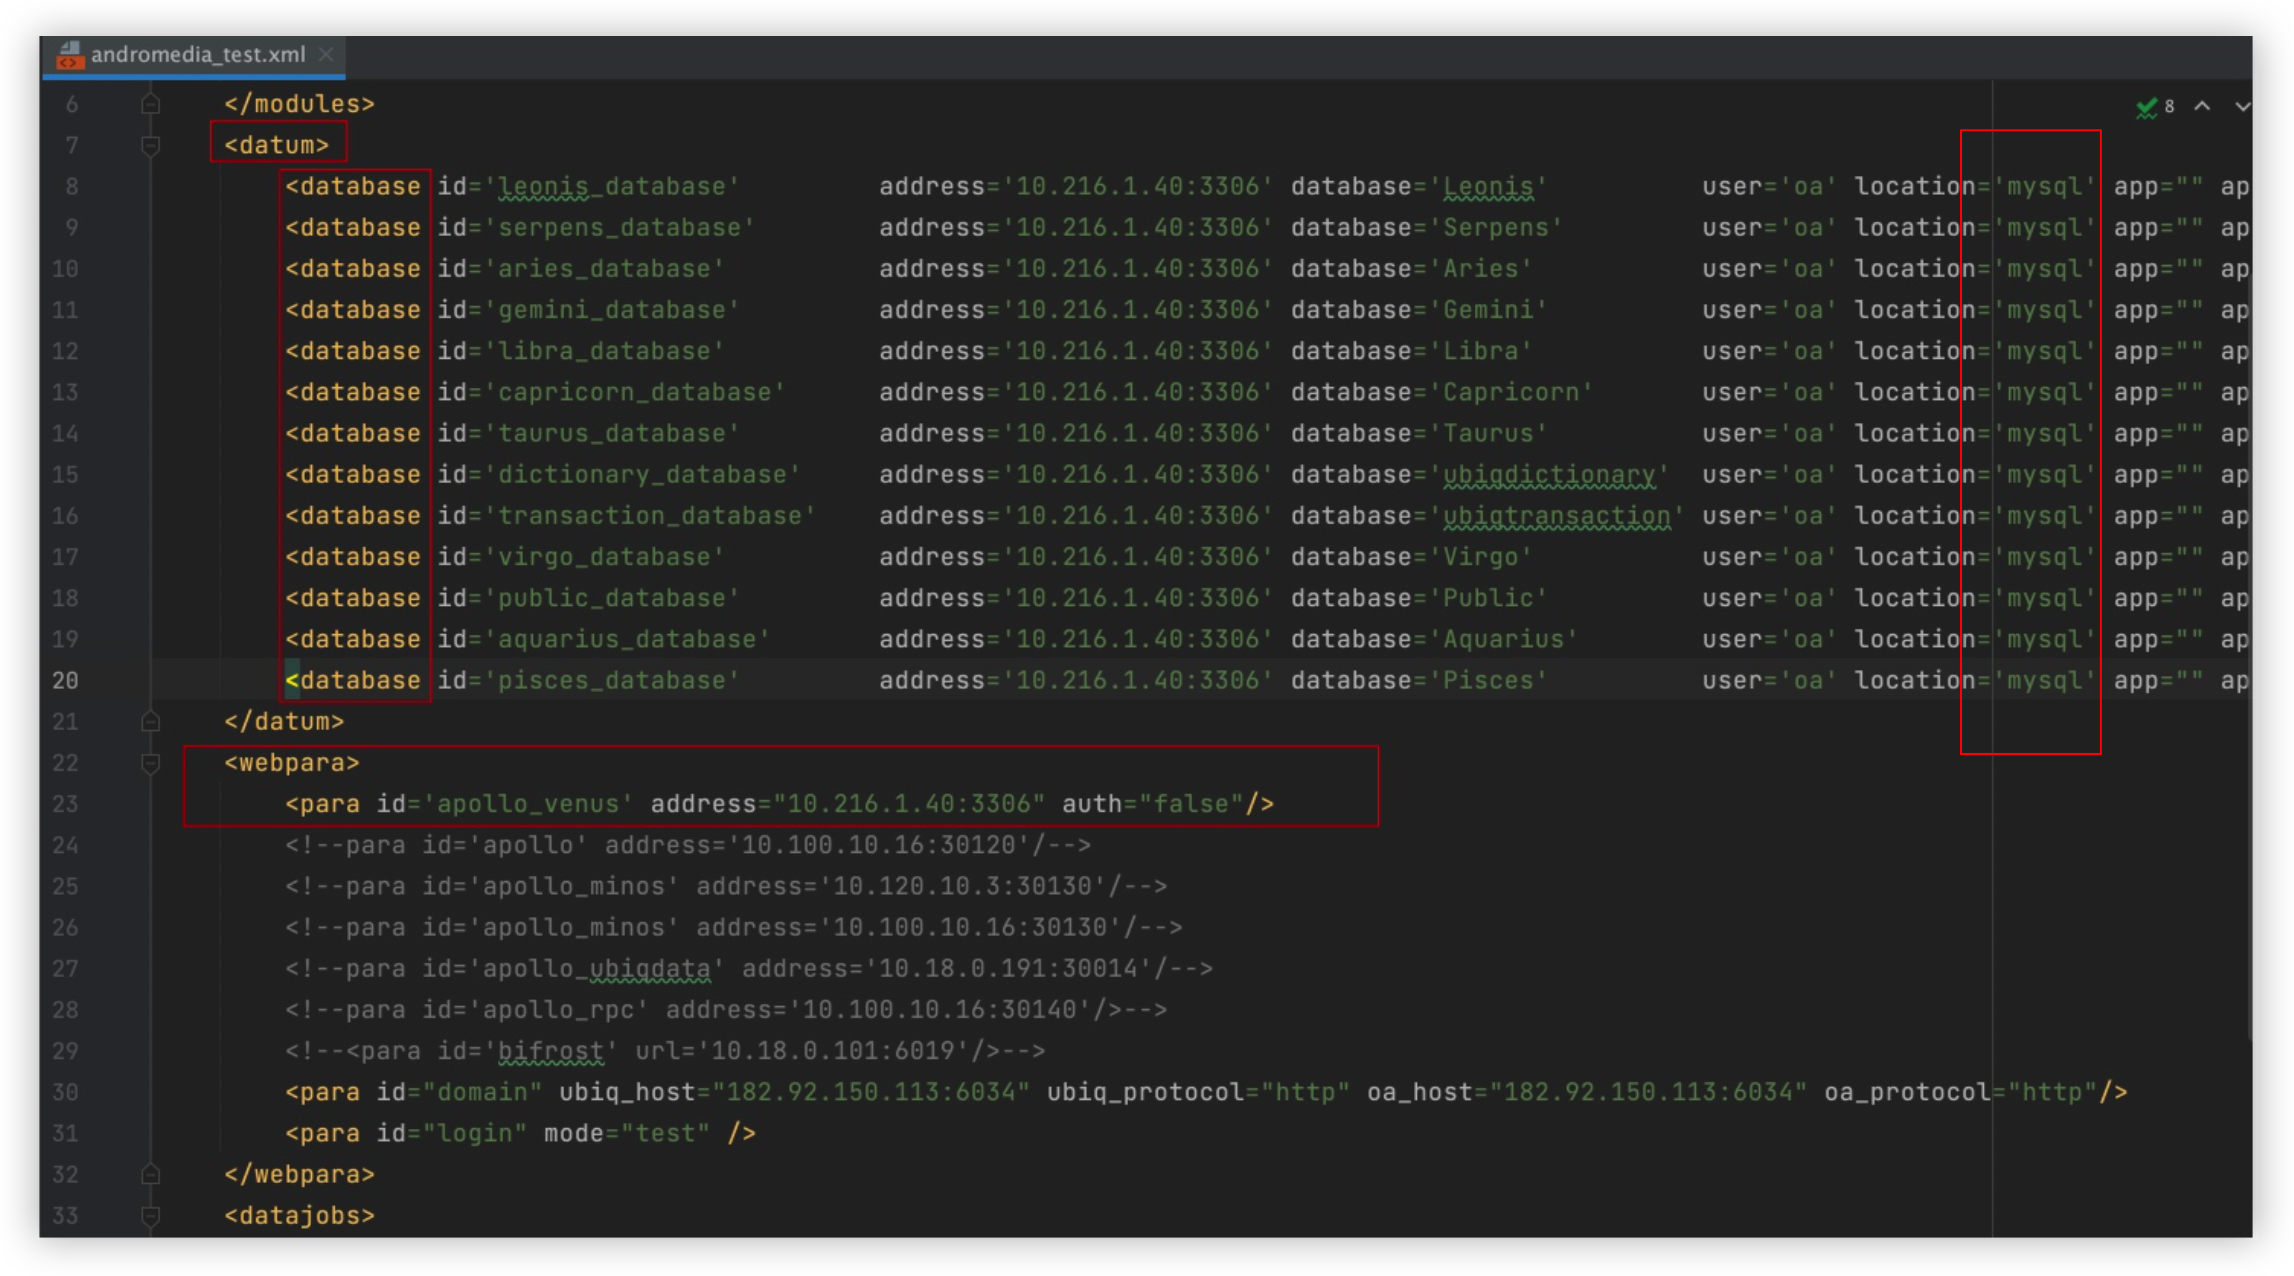 andromedia_test.xml
8
6 </modules>
7 <datum>
8 <database id='leonis_database' address='10.216.1.40:3306' database='Leonis' user='oa' location='mysql' app="" ap
9 <database id='serpens_database' address='10.216.1.40:3306' database='Serpens' user='oa' location='mysql' app="" ap
10 <database id='aries_database' address='10.216.1.40:3306' database='Aries' user='oa' location='mysql' app="" ap
11 <database id='gemini_database' address='10.216.1.40:3306' database='Gemini' user='oa' location='mysql' app="" ap
12 <database id='libra_database' address='10.216.1.40:3306' database='Libra' user='oa' location='mysql' app="" ap
13 <database id='capricorn_database' address='10.216.1.40:3306' database='Capricorn' user='oa' location='mysql' app="" ap
14 <database id='taurus_database' address='10.216.1.40:3306' database='Taurus' user='oa' location='mysql' app="" ap
15 <database id='dictionary_database' address='10.216.1.40:3306' database='ubiqdictionary' user='oa' location='mysql' app="" ap
16 <database id='transaction_database' address='10.216.1.40:3306' database='ubiqtransaction' user='oa' location='mysql' app="" ap
17 <database id='virgo_database' address='10.216.1.40:3306' database='Virgo' user='oa' location='mysql' app="" ap
18 <database id='public_database' address='10.216.1.40:3306' database='Public' user='oa' location='mysql' app="" ap
19 <database id='aquarius_database' address='10.216.1.40:3306' database='Aquarius' user='oa' location='mysql' app="" ap
20 <database id='pisces_database' address='10.216.1.40:3306' database='Pisces' user='oa' location='mysql' app="" ap
21 </datum>
22 <webpara>
23 <para id='apollo_venus' address="10.216.1.40:3306" auth="false"/>
24 <!--para id='apollo' address='10.100.10.16:30120'/-->
25 <!--para id='apollo_minos' address='10.120.10.3:30130'/-->
26 <!--para id='apollo_minos' address='10.100.10.16:30130'/-->
27 <!--para id='apollo_ubiqdata' address='10.18.0.191:30014'/-->
28 <!--para id='apollo_rpc' address='10.100.10.16:30140'/>-->
29 <!--<para id='bifrost' url='10.18.0.101:6019'/>-->
30 <para id="domain" ubiq_host="182.92.150.113:6034" ubiq_protocol="http" oa_host="182.92.150.113:6034" oa_protocol="http"/>
31 <para id="login" mode="test" />
32 </webpara>
33 <datajobs>